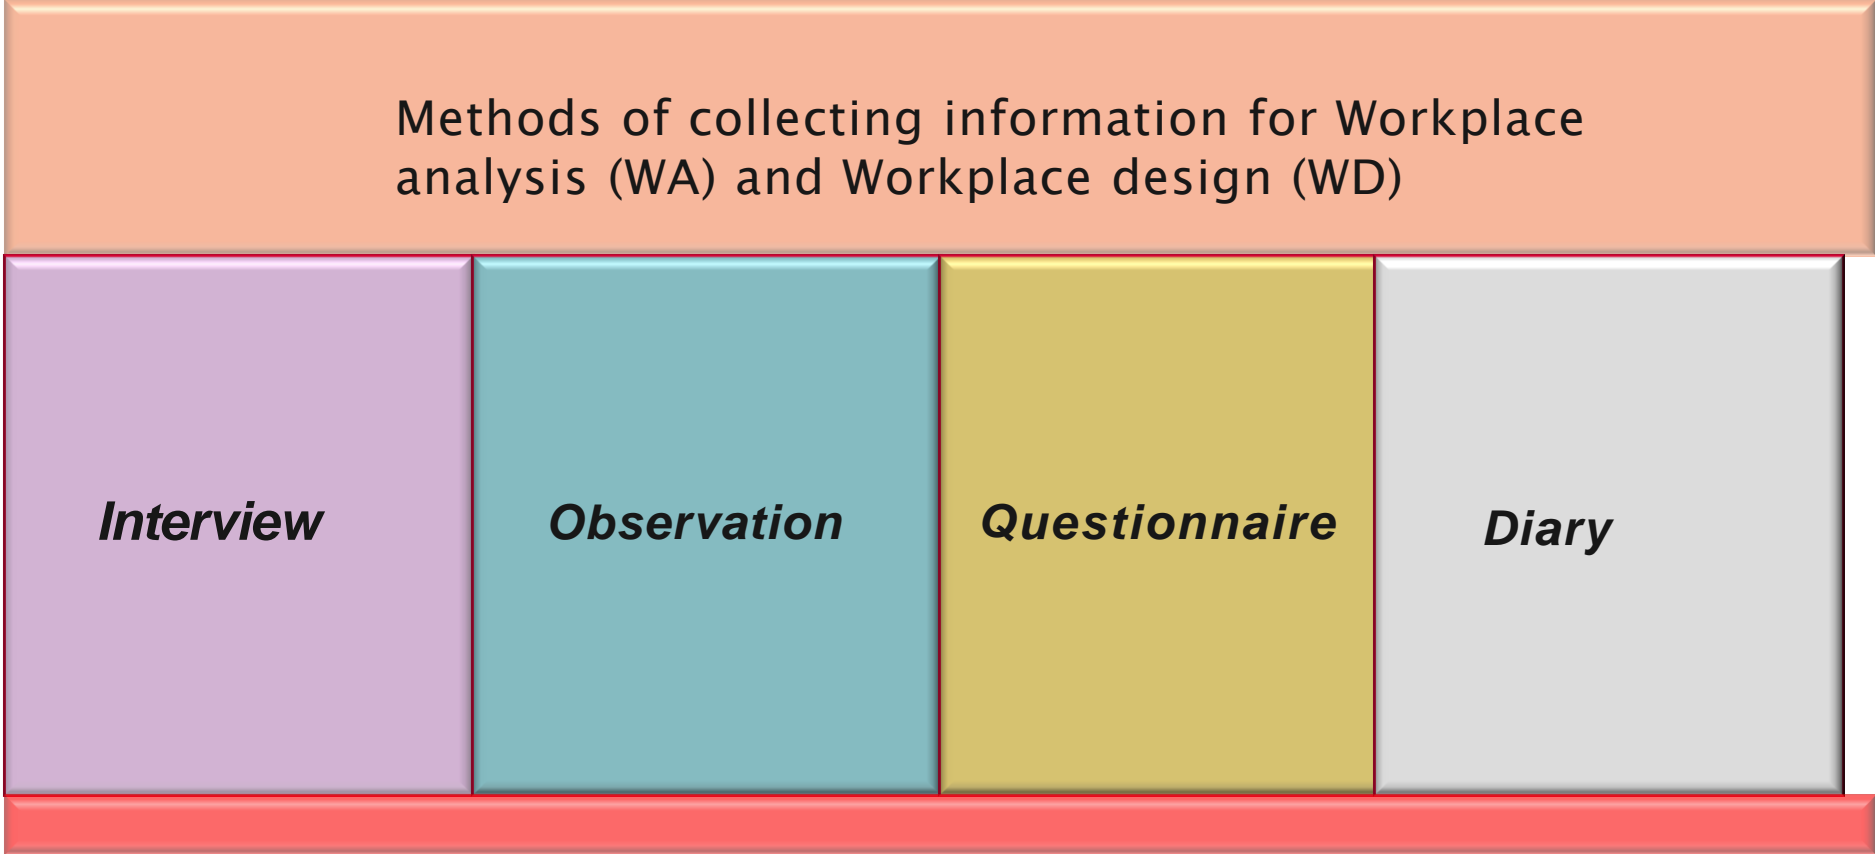 Methods of collecting information for Workplace
analysis (WA) and Workplace design (WD)
Interview
Observation
Questionnaire
Diary